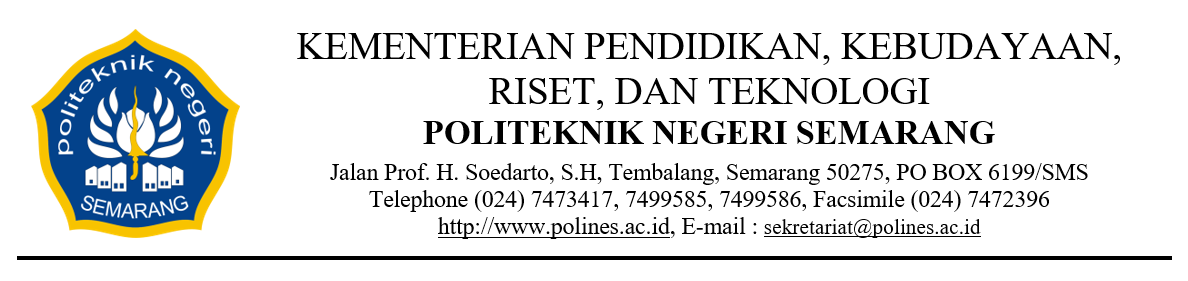 politeknik negeri
SEMARANG
KEMENTERIAN PENDIDIKAN, KEBUDAYAAN,
RISET, DAN TEKNOLOGI
POLITEKNIK NEGERI SEMARANG
Jalan Prof. H. Soedarto, S.H, Tembalang, Semarang 50275, PO BOX 6199/SMS
Telephone (024) 7473417, 7499585, 7499586, Facsimile (024) 7472396
http://www.polines.ac.id, E-mail : sekretariat@polines.ac.id